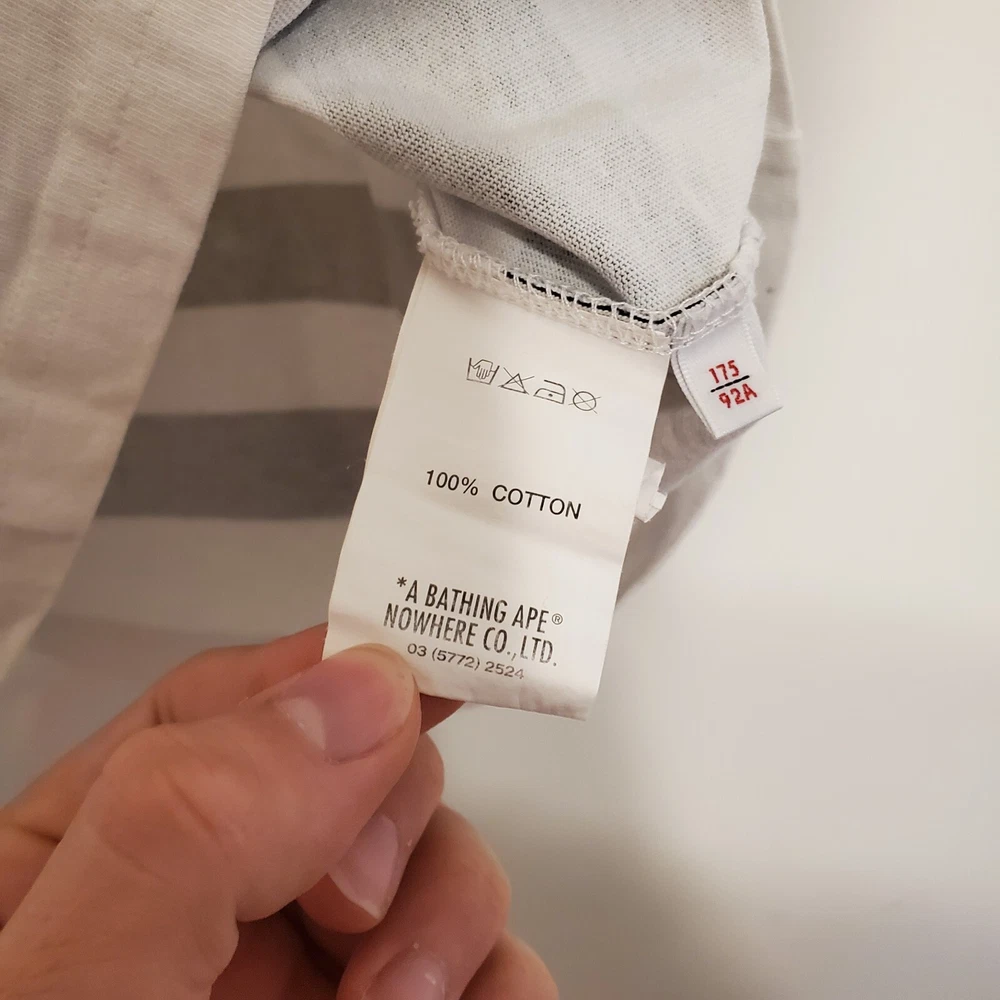 100% COTTON
*A BATHING APE®
NOWHERE CO.,LTD.
03 (5772) 2524
175
92A